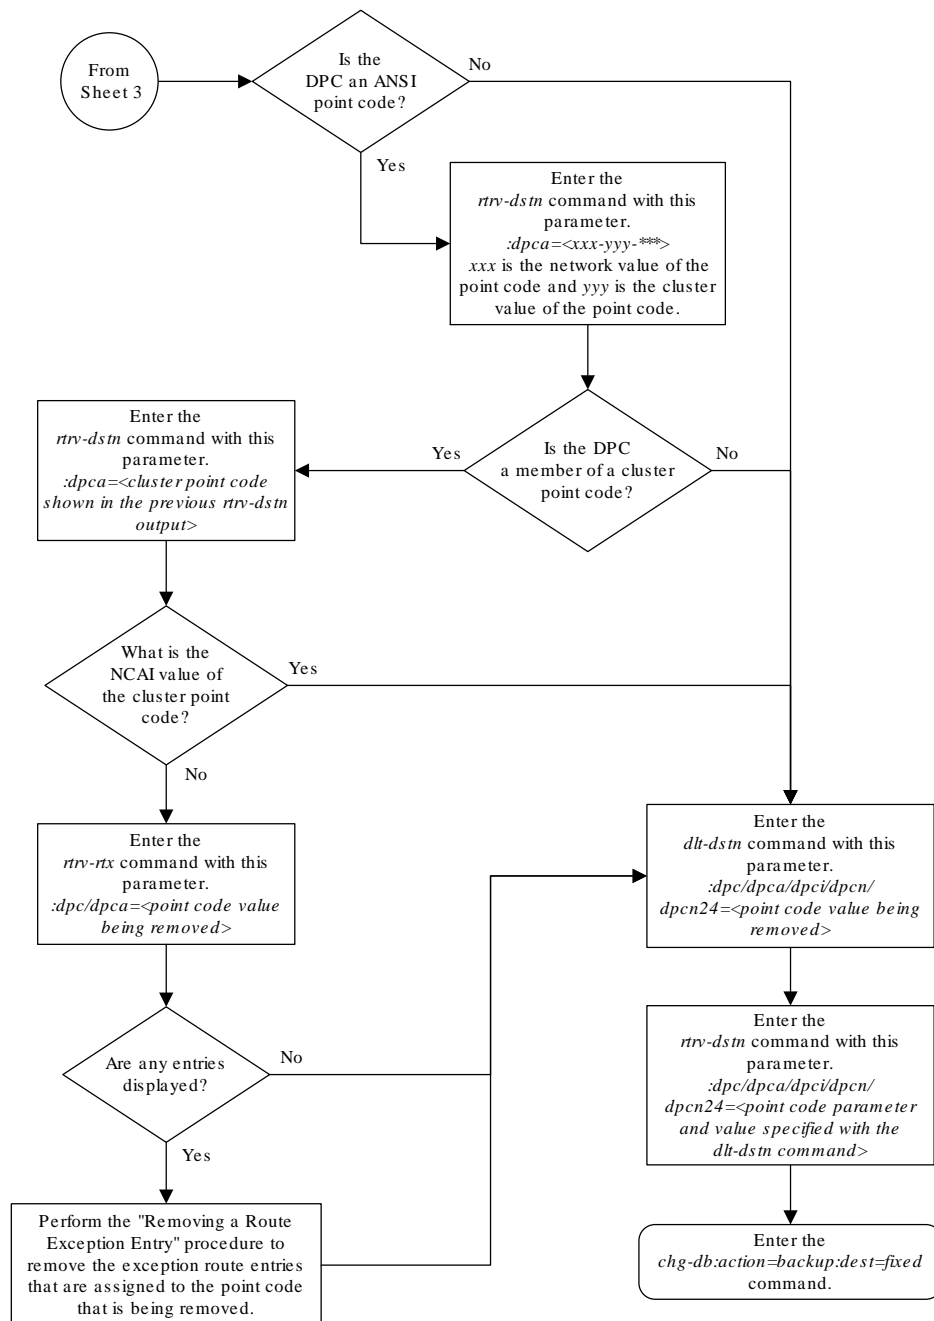 From
Sheet 3
Is the
DPC an ANSI
point code?
No
Yes
Enter the
rtrv-dstn command with this
parameter.
:dpca=<xxx-yyy-***>
xxx is the network value of the
point code and yyy is the cluster
value of the point code.
Is the DPC
a member of a cluster
point code?
Yes
No
Enter the
rtrv-dstn command with this
parameter.
:dpca=<cluster point code
shown in the previous rtrv-dstn
output>
What is the
NCAI value of
the cluster point
code?
Yes
No
Enter the
rtrv-rtx command with this
parameter.
:dpc/dpca=<point code value
being removed>
Are any entries
displayed?
No
Yes
Perform the "Removing a Route
Exception Entry" procedure to
remove the exception route entries
that are assigned to the point code
that is being removed.
Enter the
dlt-dstn command with this
parameter.
:dpc/dpca/dpci/dpcn/
dpcn24=<point code value being
removed>
Enter the
rtrv-dstn command with this
parameter.
:dpc/dpca/dpci/dpcn/
dpcn24=<point code parameter
and value specified with the
dlt-dstn command>
Enter the
chg-db:action=backup:dest=fixed
command.